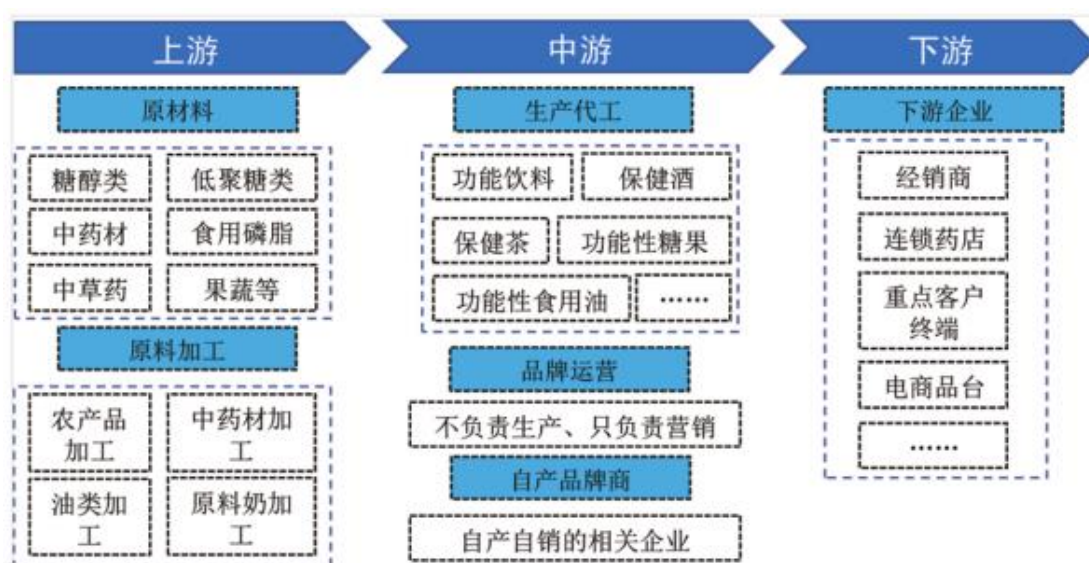 上游
中游
下游
原材料
糖醇类
低聚糖类
中药材
食用磷脂
中草药
果蔬等
原料加工
农产品
加工
中药材加
工
油类加
工
原料奶加
工
生产代工
功能饮料
保健酒
保健茶
功能性糖果
功能性食用油
……
品牌运营
不负责生产、只负责营销
自产品牌商
自产自销的相关企业
下游企业
经销商
连锁药店
重点客户
终端
电商品台
……